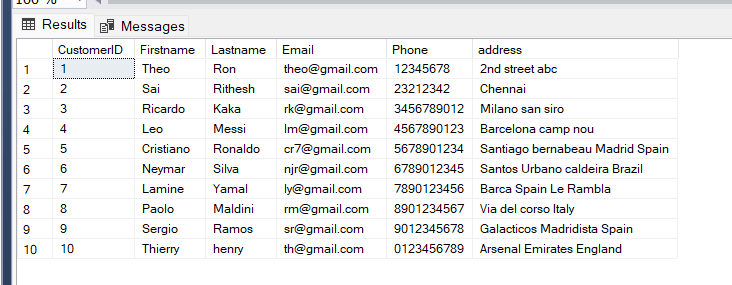 Results Messages
CustomerID Firstname Lastname Email Phone address
1 1 Theo Ron theo@gmail.com 12345678 2nd street abc
2 2 Sai Rithesh sai@gmail.com 23212342 Chennai
3 3 Ricardo Kaka rk@gmail.com 3456789012 Milano san siro
4 4 Leo Messi lm@gmail.com 4567890123 Barcelona camp nou
5 5 Cristiano Ronaldo cr7@gmail.com 5678901234 Santiago bernabeau Madrid Spain
6 6 Neymar Silva njr@gmail.com 6789012345 Santos Urbano caldeira Brazil
7 7 Lamine Yamal ly@gmail.com 7890123456 Barca Spain Le Rambla
8 8 Paolo Maldini rm@gmail.com 8901234567 Via del corso Italy
9 9 Sergio Ramos sr@gmail.com 9012345678 Galacticos Madridista Spain
10 10 Thierry henry th@gmail.com 0123456789 Arsenal Emirates England